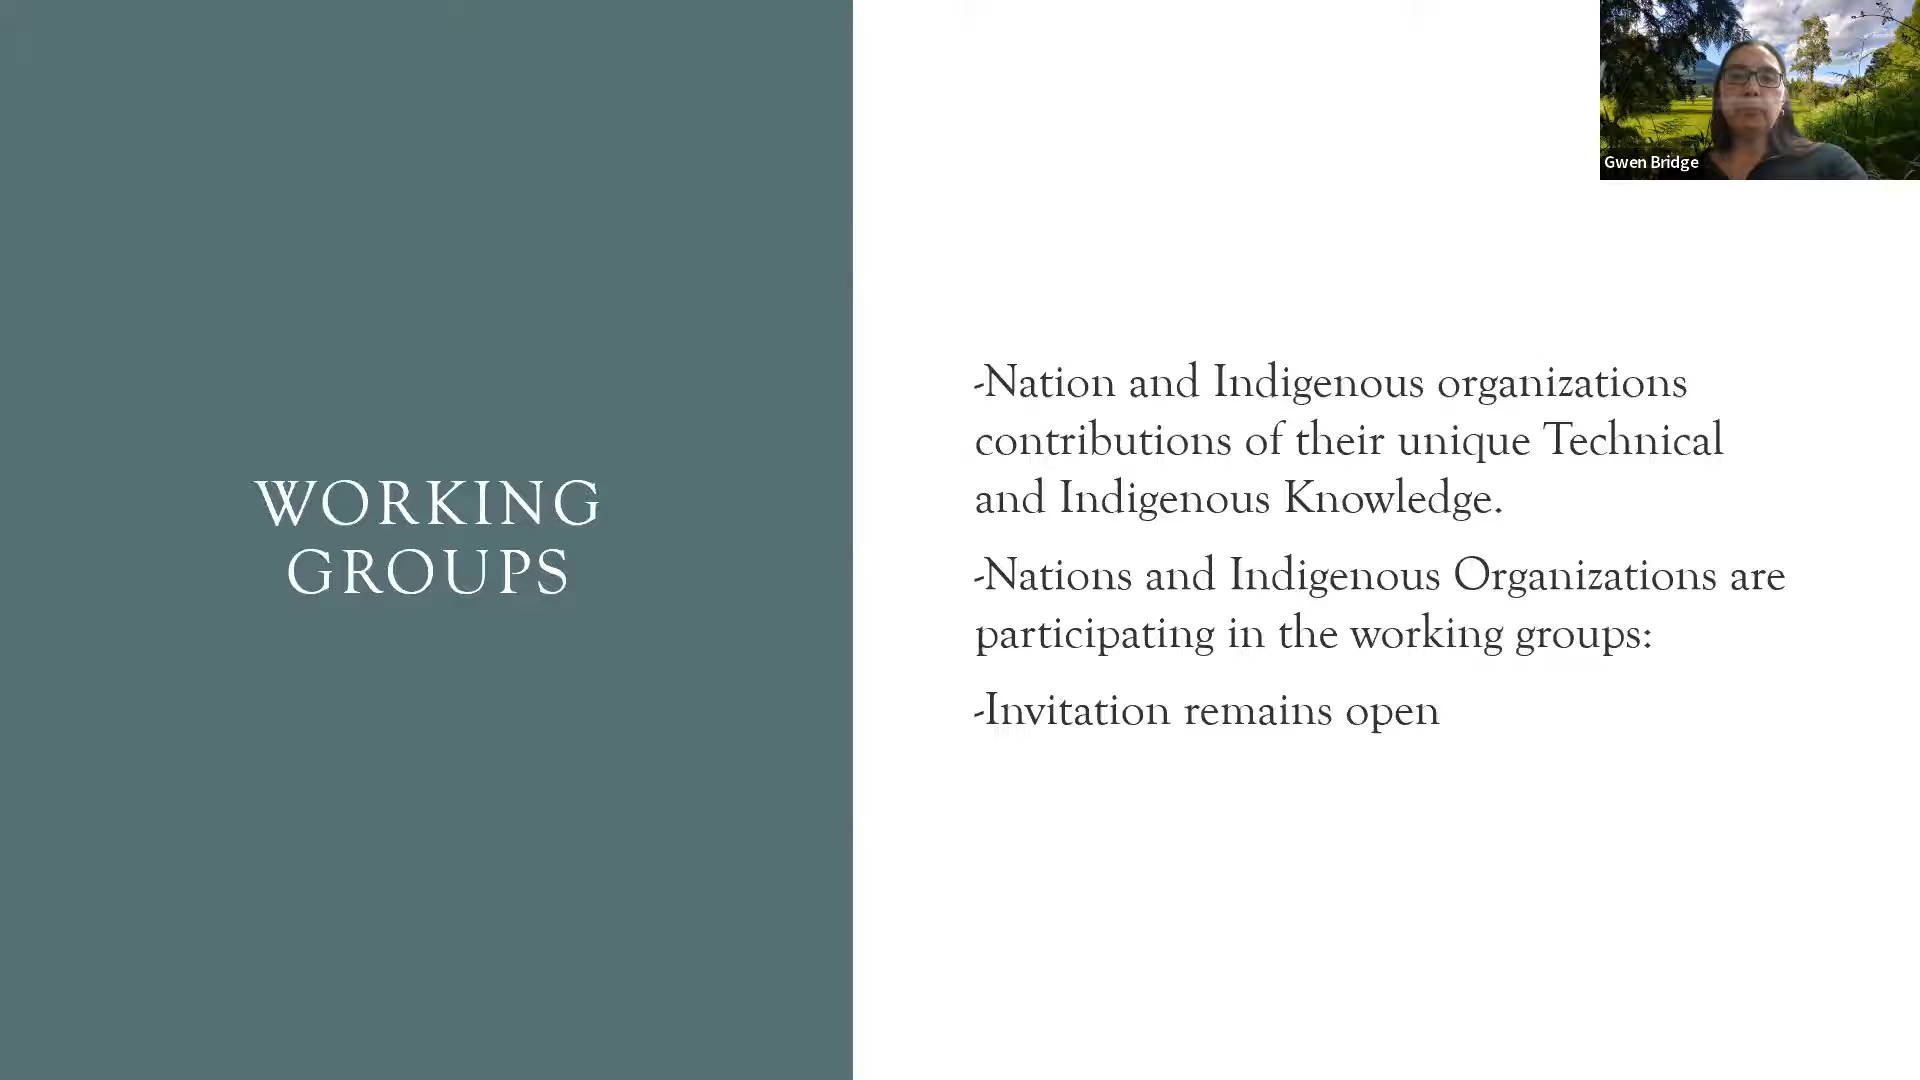 WORKING
GROUPS
-Nation and Indigenous organizations
contributions of their unique Technical
and Indigenous Knowledge.
-Nations and Indigenous Organizations are
participating in the working groups:
-Invitation remains open
Gwen Bridge